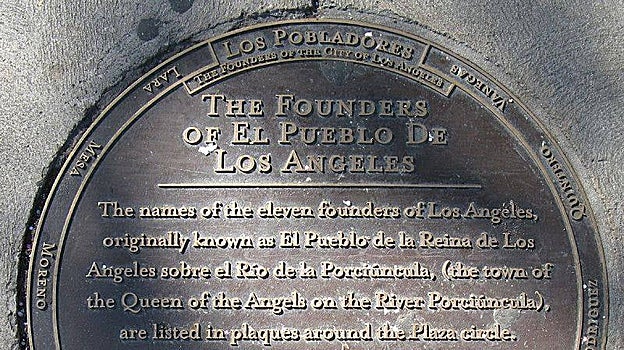 LOS POBLADORES
THE FOUNDERS OF THE CITY OF LOS ANGELES
LARA
MESA
MORENO
VANEGAS
QUINTERO
THE FOUNDERS
OF EL PUEBLO DE
LOS ANGELES
The names of the eleven founders of Los Angeles,
originally known as El Pueblo de la Reina de Los
Angeles sobre el Río de la Porciúncula, (the town of
the Queen of the Angels on the River Porciúncula),
are listed in plaques around the Plaza circle.